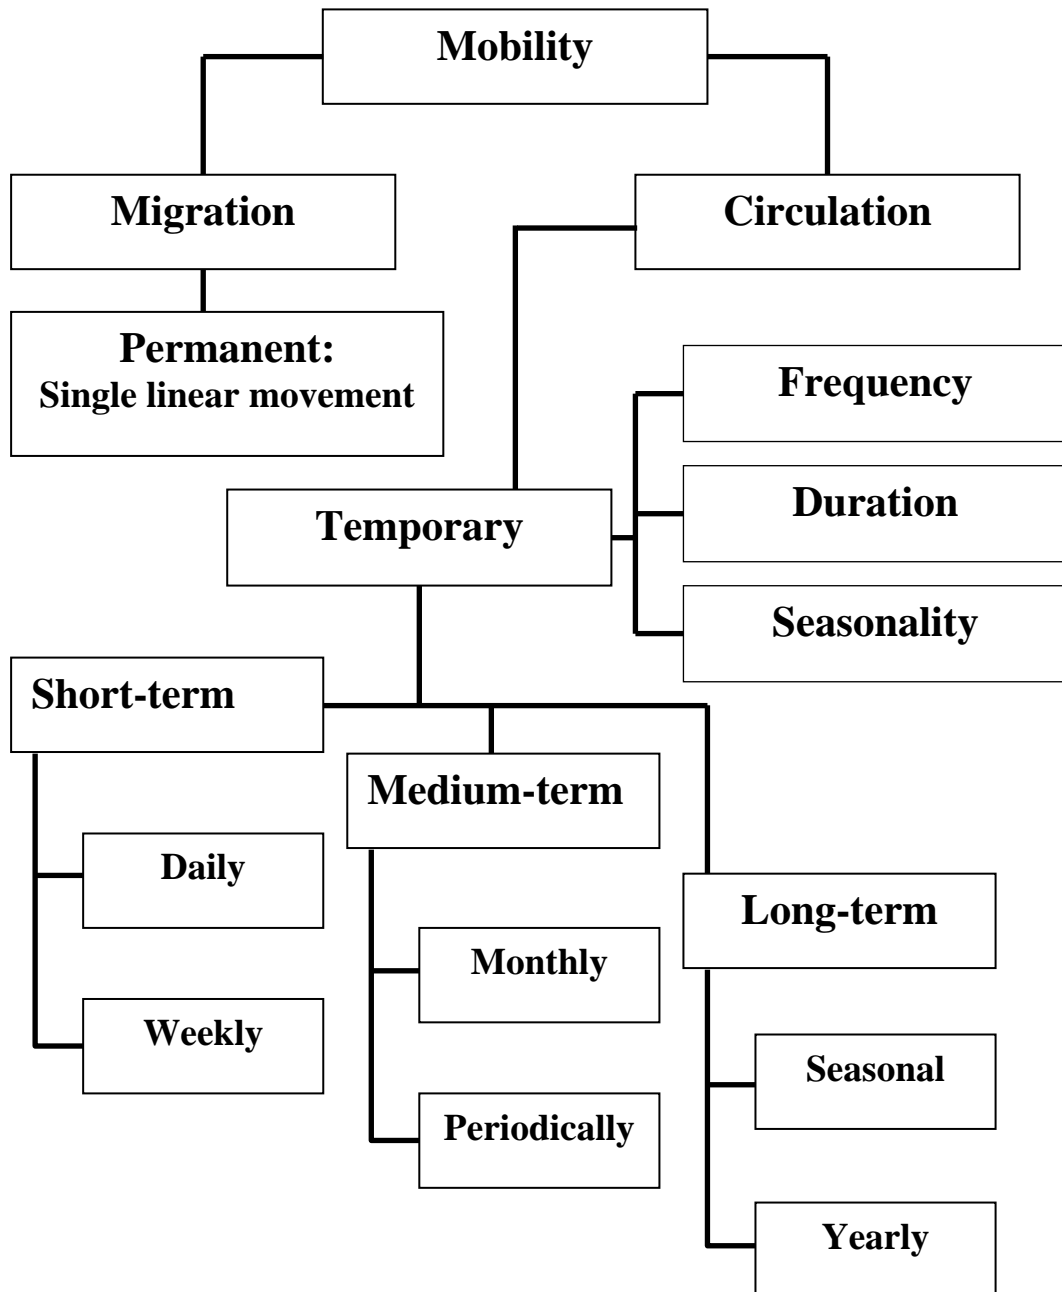 Mobility
Migration
Circulation
Permanent:
Single linear movement
Frequency
Duration
Temporary
Seasonality
Short-term
Medium-term
Daily
Long-term
Monthly
Weekly
Seasonal
Periodically
Yearly